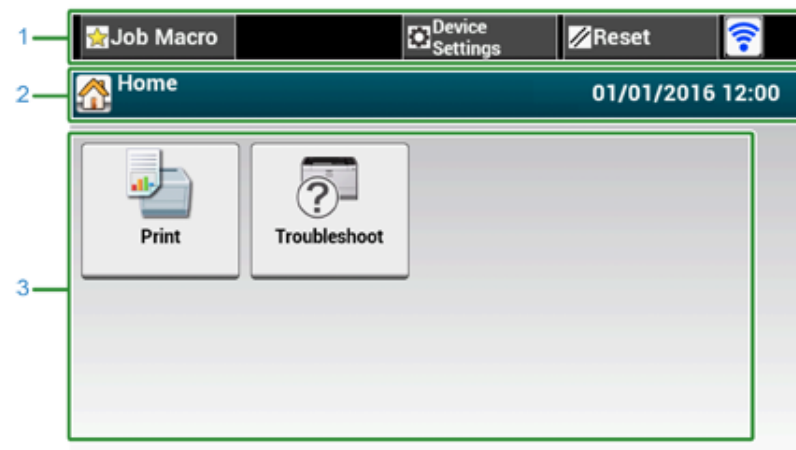 1
Job Macro
Device
Settings
Reset
2
Home
01/01/2016 12:00
Print
Troubleshoot
3